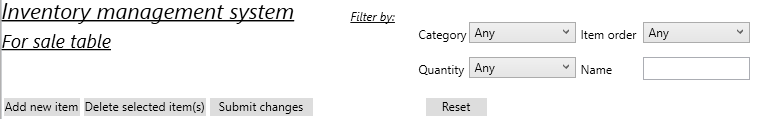 Inventory management system
For sale table
Filter by:
Category Any Item order Any
Quantity Any Name
Add new item Delete selected item(s) Submit changes Reset